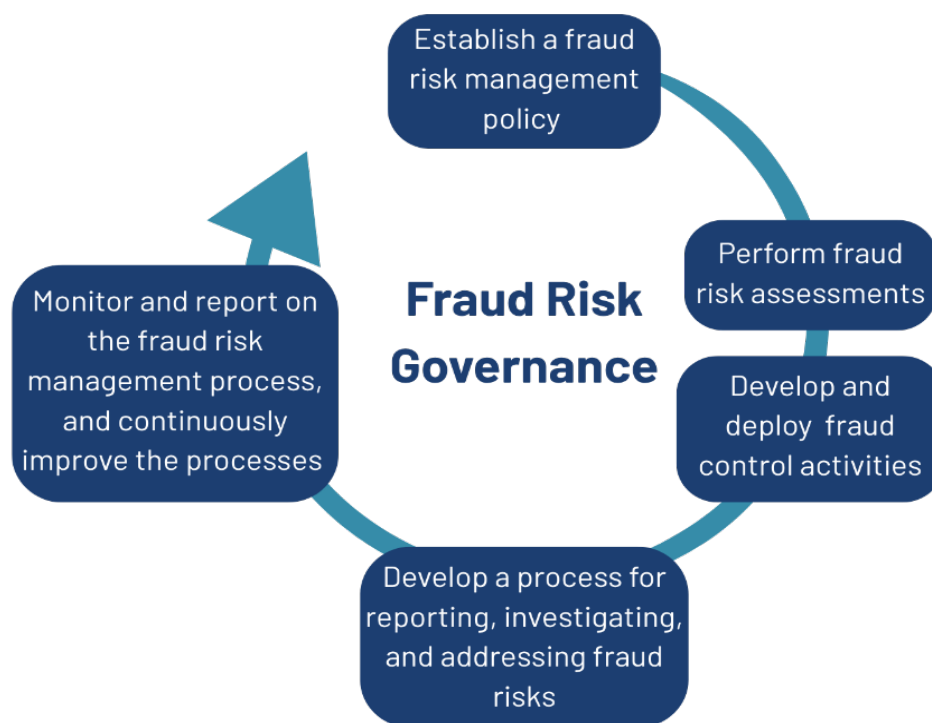 Establish a fraud
risk management
policy
Perform fraud
risk assessments
Develop and
deploy fraud
control activities
Develop a process for
reporting, investigating,
and addressing fraud
risks
Monitor and report on
the fraud risk
management process,
and continuously
improve the processes
Fraud Risk
Governance